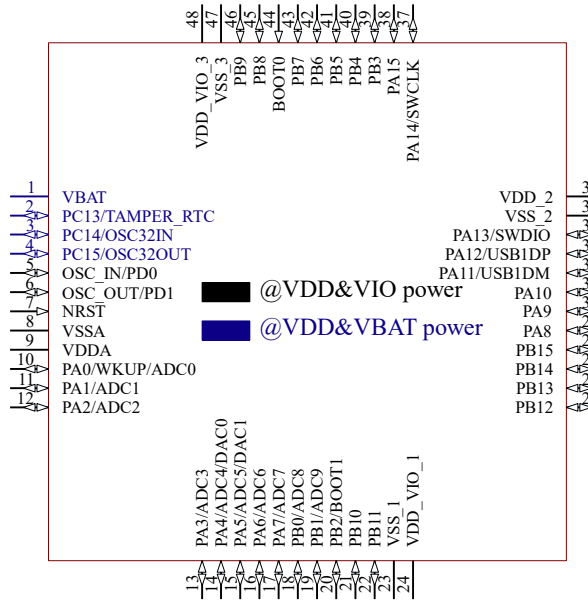 48
47
46
45
44
43
42
41
40
39
38
37
VDD_VIO_3
VSS_3
PB9
PB8
BOOT0
PB7
PB6
PB5
PB4
PB3
PA15
PA14/SWCLK
1 VBAT
2 PC13/TAMPER_RTC
3 PC14/OSC32IN
4 PC15/OSC32OUT
5 OSC_IN/PD0
6 OSC_OUT/PD1
7 NRST
8 VSSA
9 VDDA
10 PA0/WKUP/ADC0
11 PA1/ADC1
12 PA2/ADC2
@VDD&VIO power
@VDD&VBAT power
VDD_2
VSS_2
PA13/SWDIO
PA12/USB1DP
PA11/USB1DM
PA10
PA9
PA8
PB15
PB14
PB13
PB12
PA3/ADC3
PA4/ADC4/DAC0
PA5/ADC5/DAC1
PA6/ADC6
PA7/ADC7
PB0/ADC8
PB1/ADC9
PB2/BOOT1
PB10
PB11
VSS_1
VDD_VIO_1
13
14
15
16
17
18
19
20
21
22
23
24